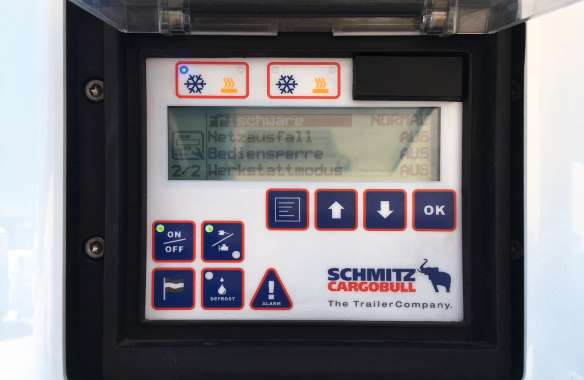 Frischware NORMAL
Netzausfall AUS
Bediensperre AUS
2/2 Werkstattmodus AUS
OK
ON
OFF
DEFROST
ALARM
SCHMITZ
CARGOBULL
The TrailerCompany.